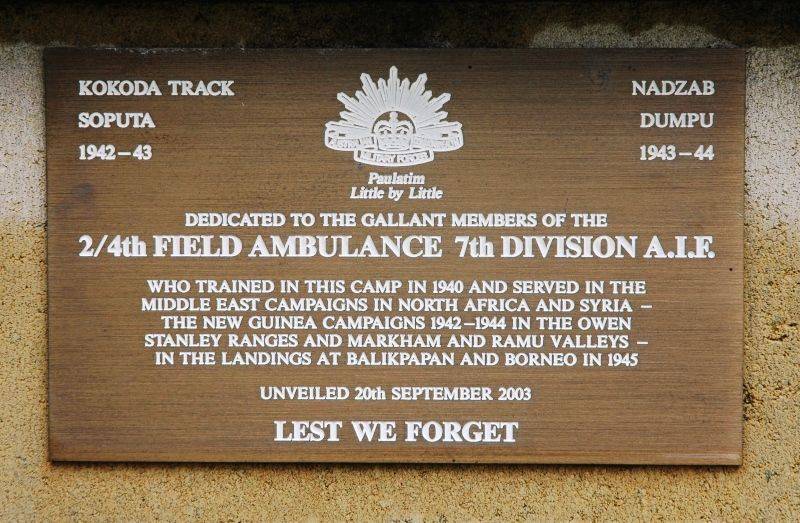 KOKODA TRACK
SOPUTA
1942–43
NADZAB
DUMPU
1943–44
MILITARY FORCES
Paulatim
Little by Little
DEDICATED TO THE GALLANT MEMBERS OF THE
2/4th FIELD AMBULANCE 7th DIVISION A.I.F.
WHO TRAINED IN THIS CAMP IN 1940 AND SERVED IN THE
MIDDLE EAST CAMPAIGNS IN NORTH AFRICA AND SYRIA –
THE NEW GUINEA CAMPAIGNS 1942–1944 IN THE OWEN
STANLEY RANGES AND MARKHAM AND RAMU VALLEYS –
IN THE LANDINGS AT BALIKPAPAN AND BORNEO IN 1945
UNVEILED 20th SEPTEMBER 2003
LEST WE FORGET